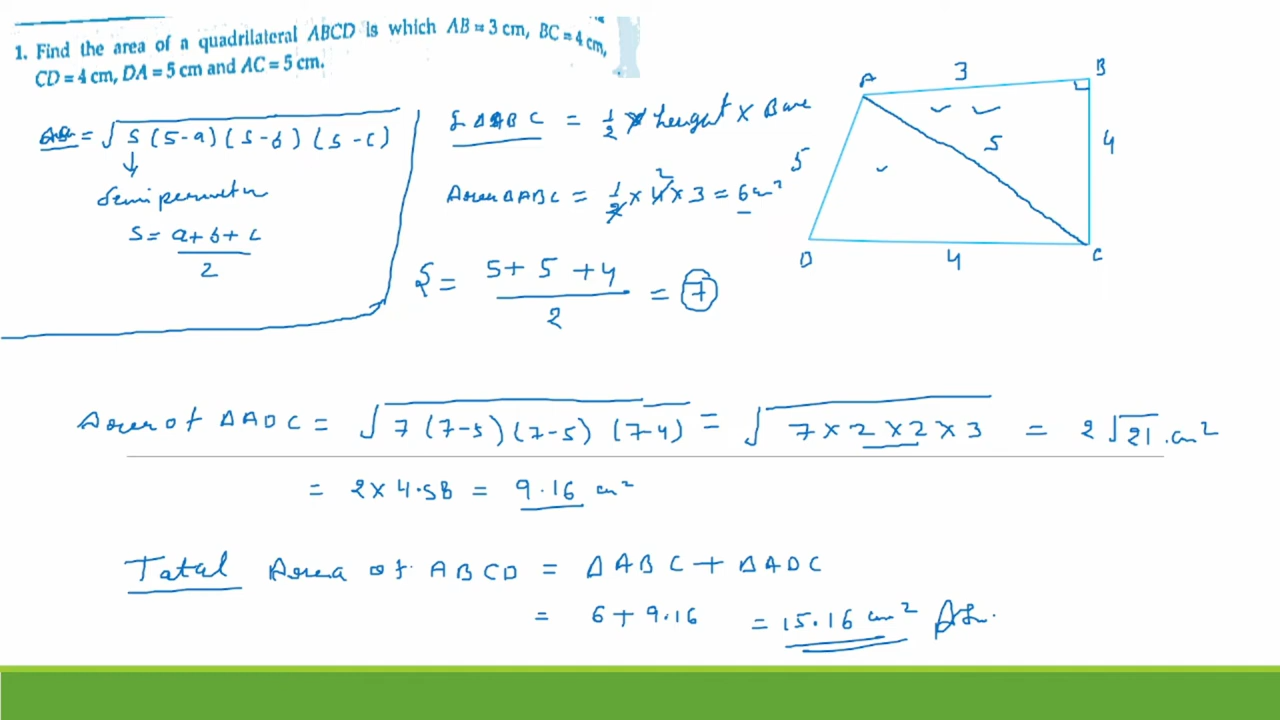 1. Find the area of a quadrilateral ABCD is which AB = 3 cm, BC = 4 cm,
CD = 4 cm, DA = 5 cm and AC = 5 cm.
= √s(s-a)(s-b)(s-c)
Semi perimeter
S = a+b+c
2
ΔABC = 1/2 × height × Base
Area ΔABC = 1/2 × 4 × 3 = 6 cm²
2
S = 5+5+4 / 2 = 7
A
3
B
5
5
4
D
4
C
Area of ΔADC = √7(7-5)(7-5)(7-4) = √7×2×2×3 = 2√21 . cm²
= 2 × 4.58 = 9.16 cm²
Total Area of ABCD = ΔABC + ΔADC
= 6 + 9.16 = 15.16 cm² Ans.